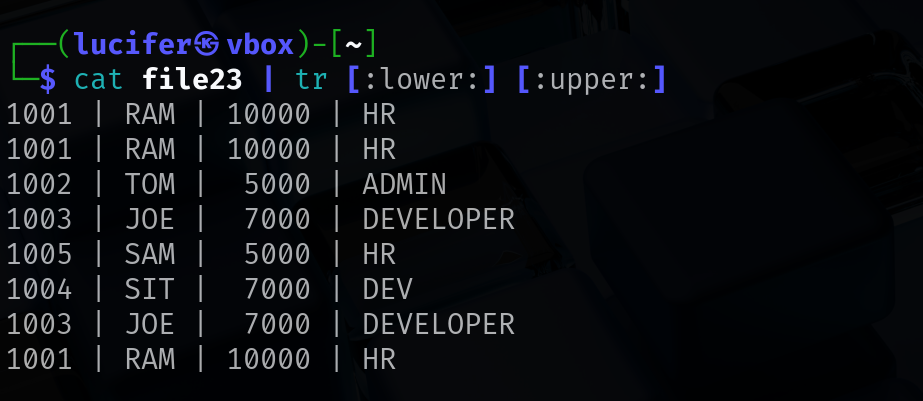 ┌──(lucifer㉿vbox)-[~]
└─$ cat file23 | tr [:lower:] [:upper:]
1001 | RAM | 10000 | HR
1001 | RAM | 10000 | HR
1002 | TOM |  5000 | ADMIN
1003 | JOE |  7000 | DEVELOPER
1005 | SAM |  5000 | HR
1004 | SIT |  7000 | DEV
1003 | JOE |  7000 | DEVELOPER
1001 | RAM | 10000 | HR